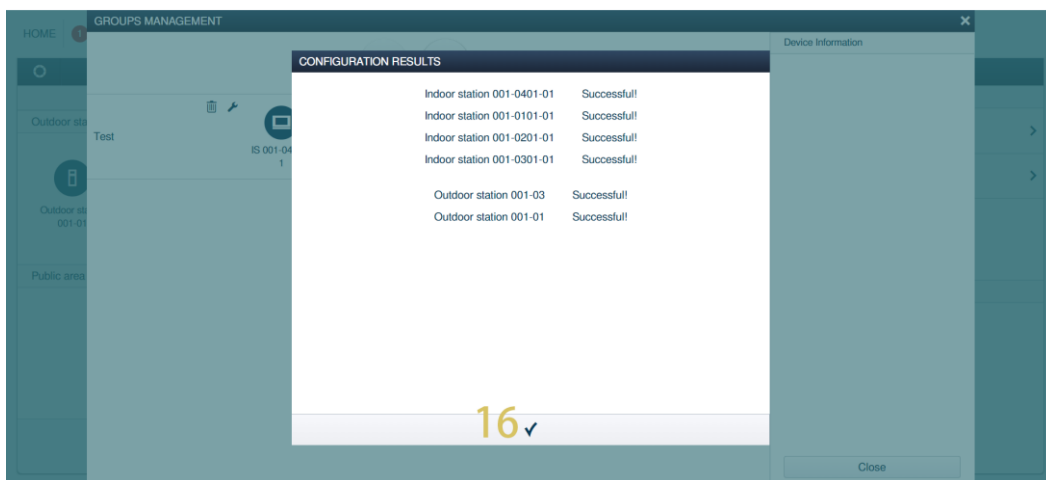 GROUPS MANAGEMENT
HOME
1
Device Information
CONFIGURATION RESULTS
Indoor station 001-0401-01 Successful!
Indoor station 001-0101-01 Successful!
Indoor station 001-0201-01 Successful!
Indoor station 001-0301-01 Successful!
Outdoor station 001-03 Successful!
Outdoor station 001-01 Successful!
Outdoor
Test
IS 001-04
1
Outdoor
001-01
Public area
16
Close